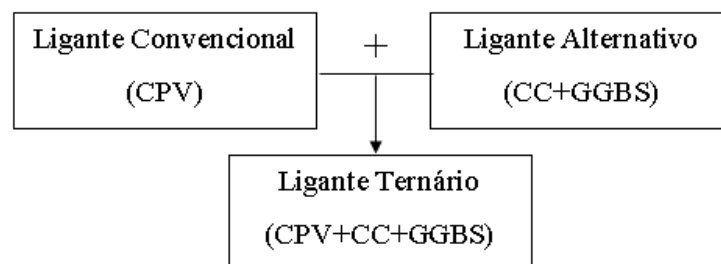 Ligante Convencional
(CPV)
+
Ligante Alternativo
(CC+GGBS)
Ligante Ternário
(CPV+CC+GGBS)